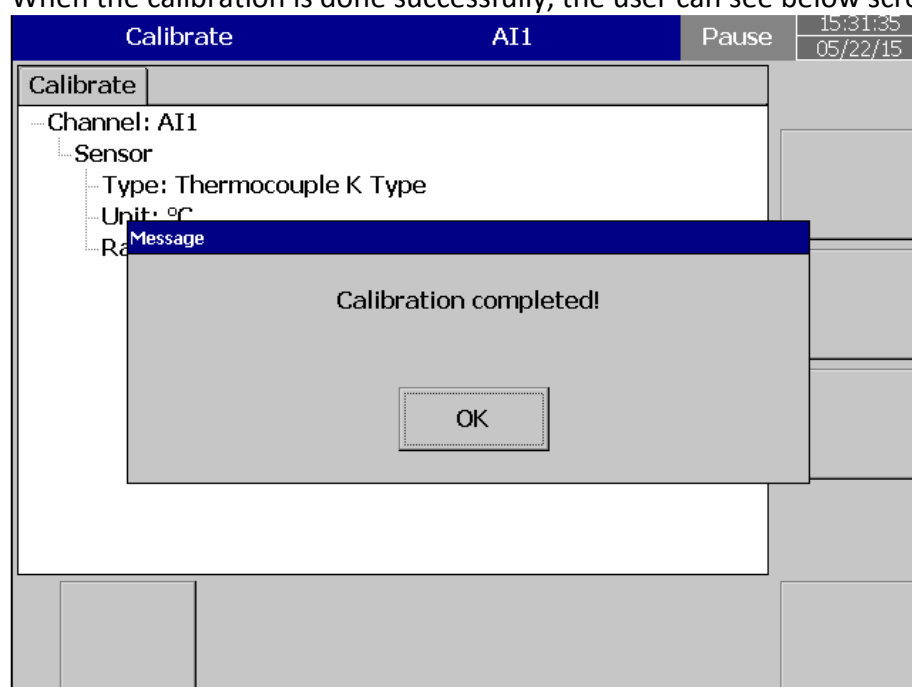 When the calibration is done successfully, the user can see below
Calibrate AI1 Pause 15:31:35
05/22/15
Calibrate
Channel: AI1
Sensor
Type: Thermocouple K Type
Unit: °C
Message
Calibration completed!
OK